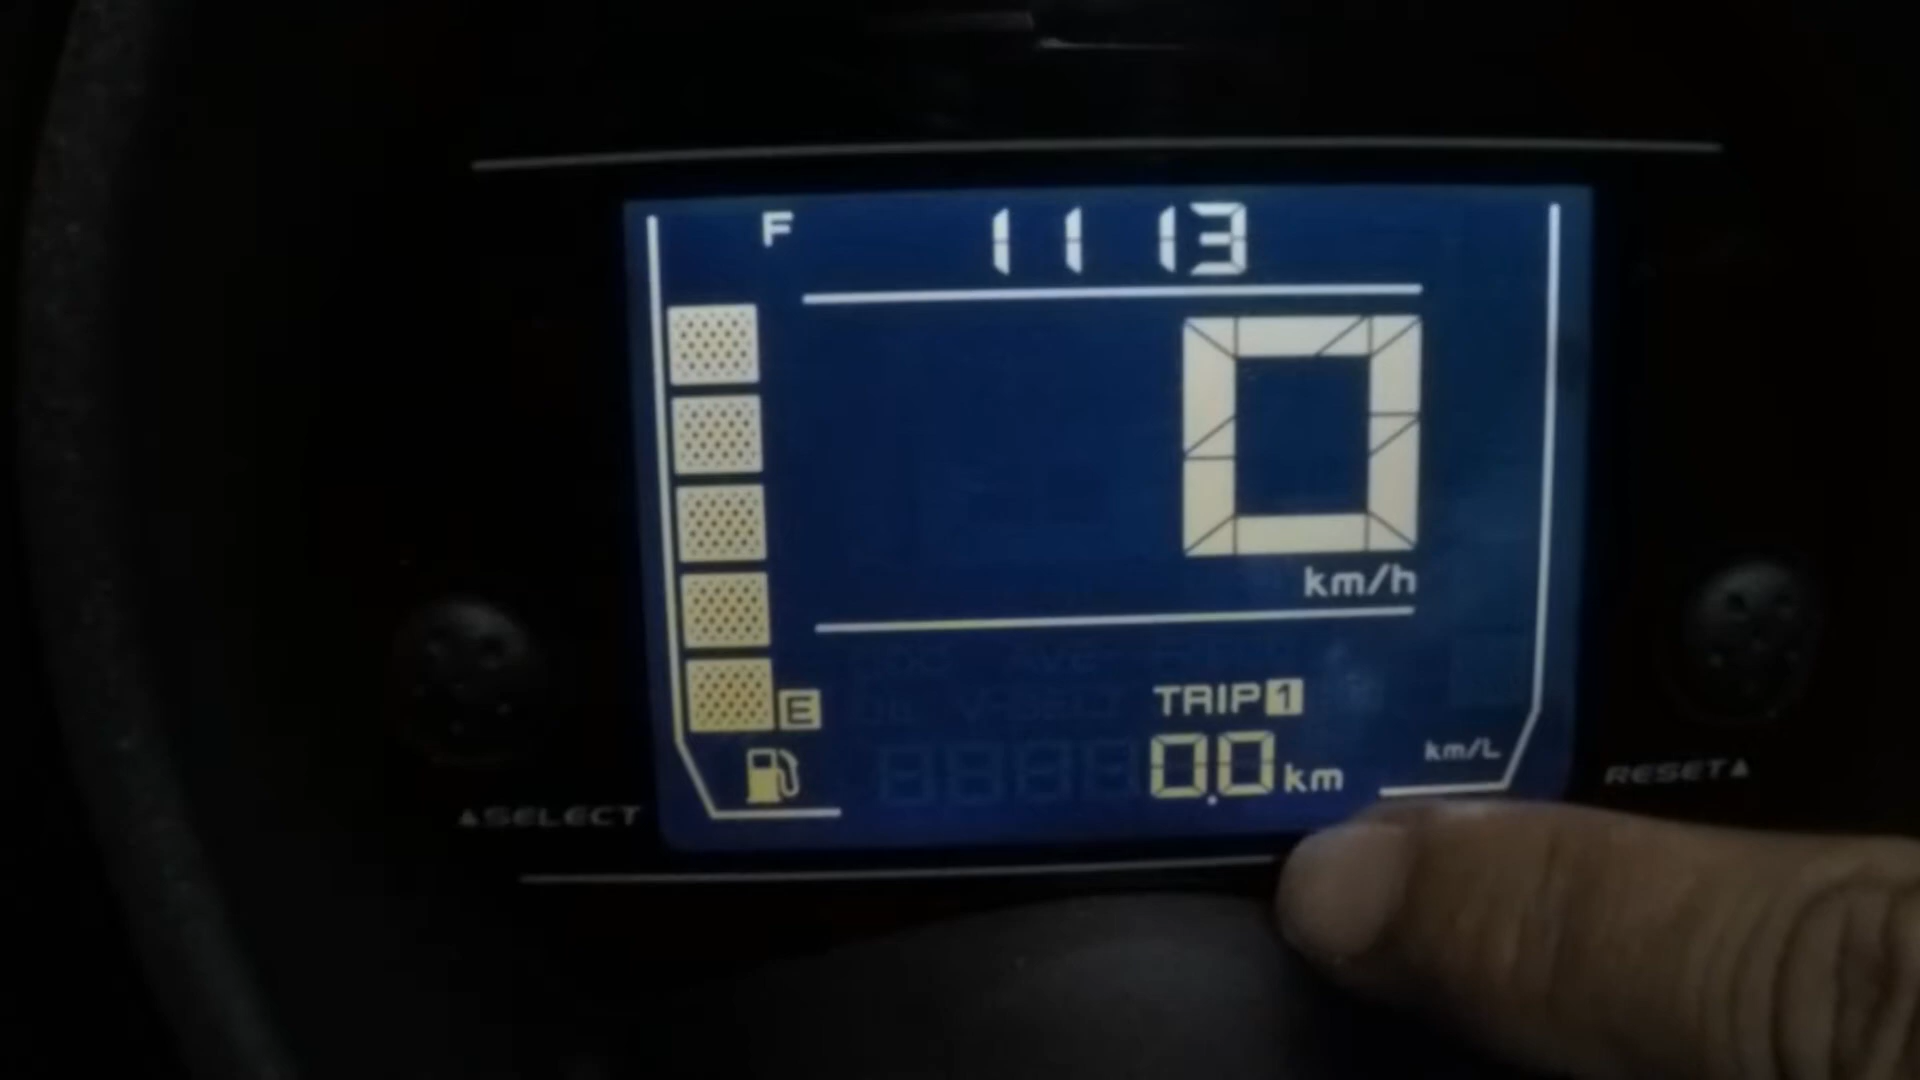 F 11 13
0
km/h
E
TRIP 1
0.0 km
km/L
▲SELECT
RESET▲